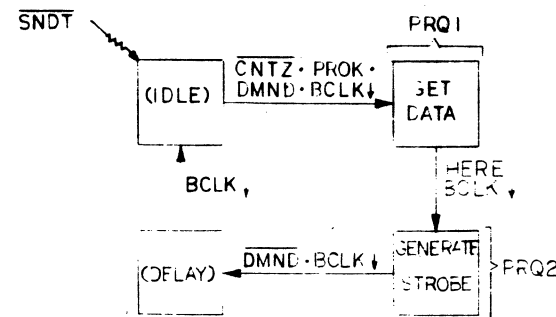 SNDT
PRQ1
CNTZ · PROK ·
DMND · BCLK↓
(IDLE)
GET
DATA
BCLK↓
HERE
BCLK↓
GENERATE
STROBE
PRQ2
DMND · BCLK↓
(DELAY)